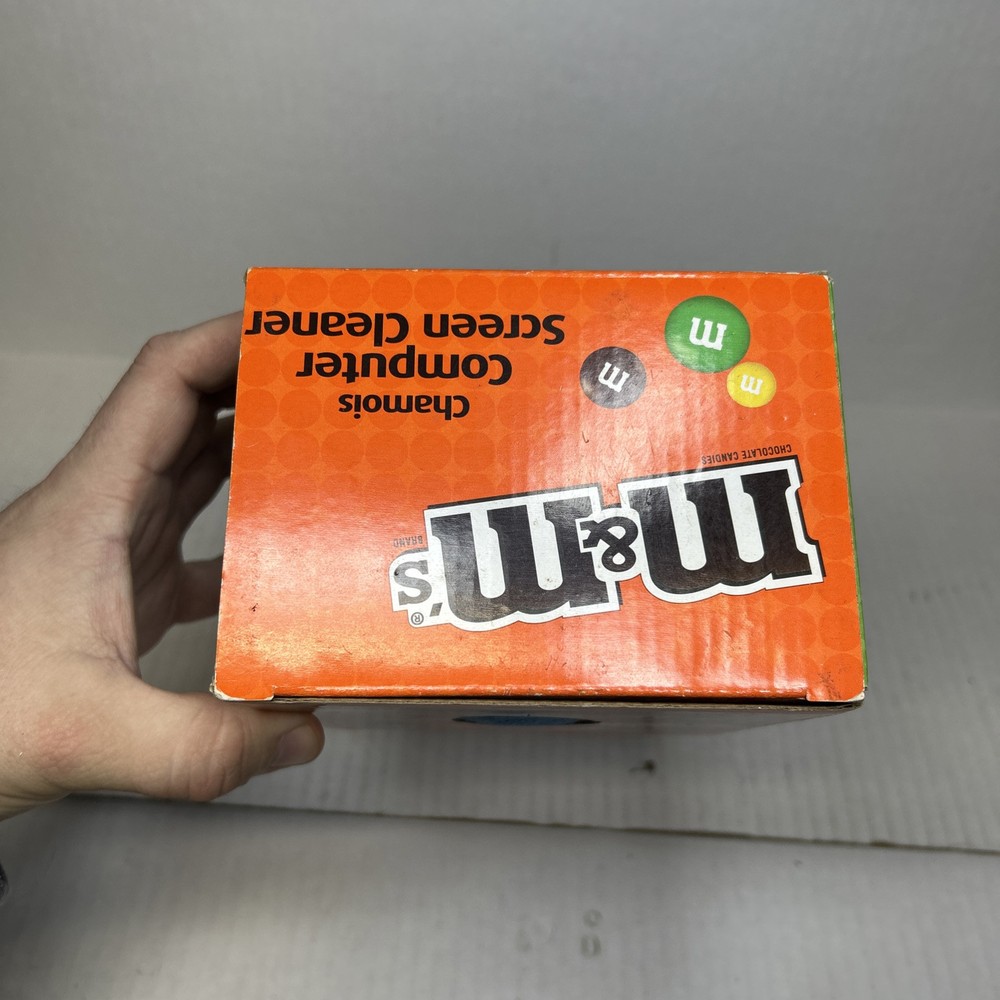 m&m's®
BRAND
CHOCOLATE CANDIES
m
m
m
Chamois
Computer
Screen Cleaner